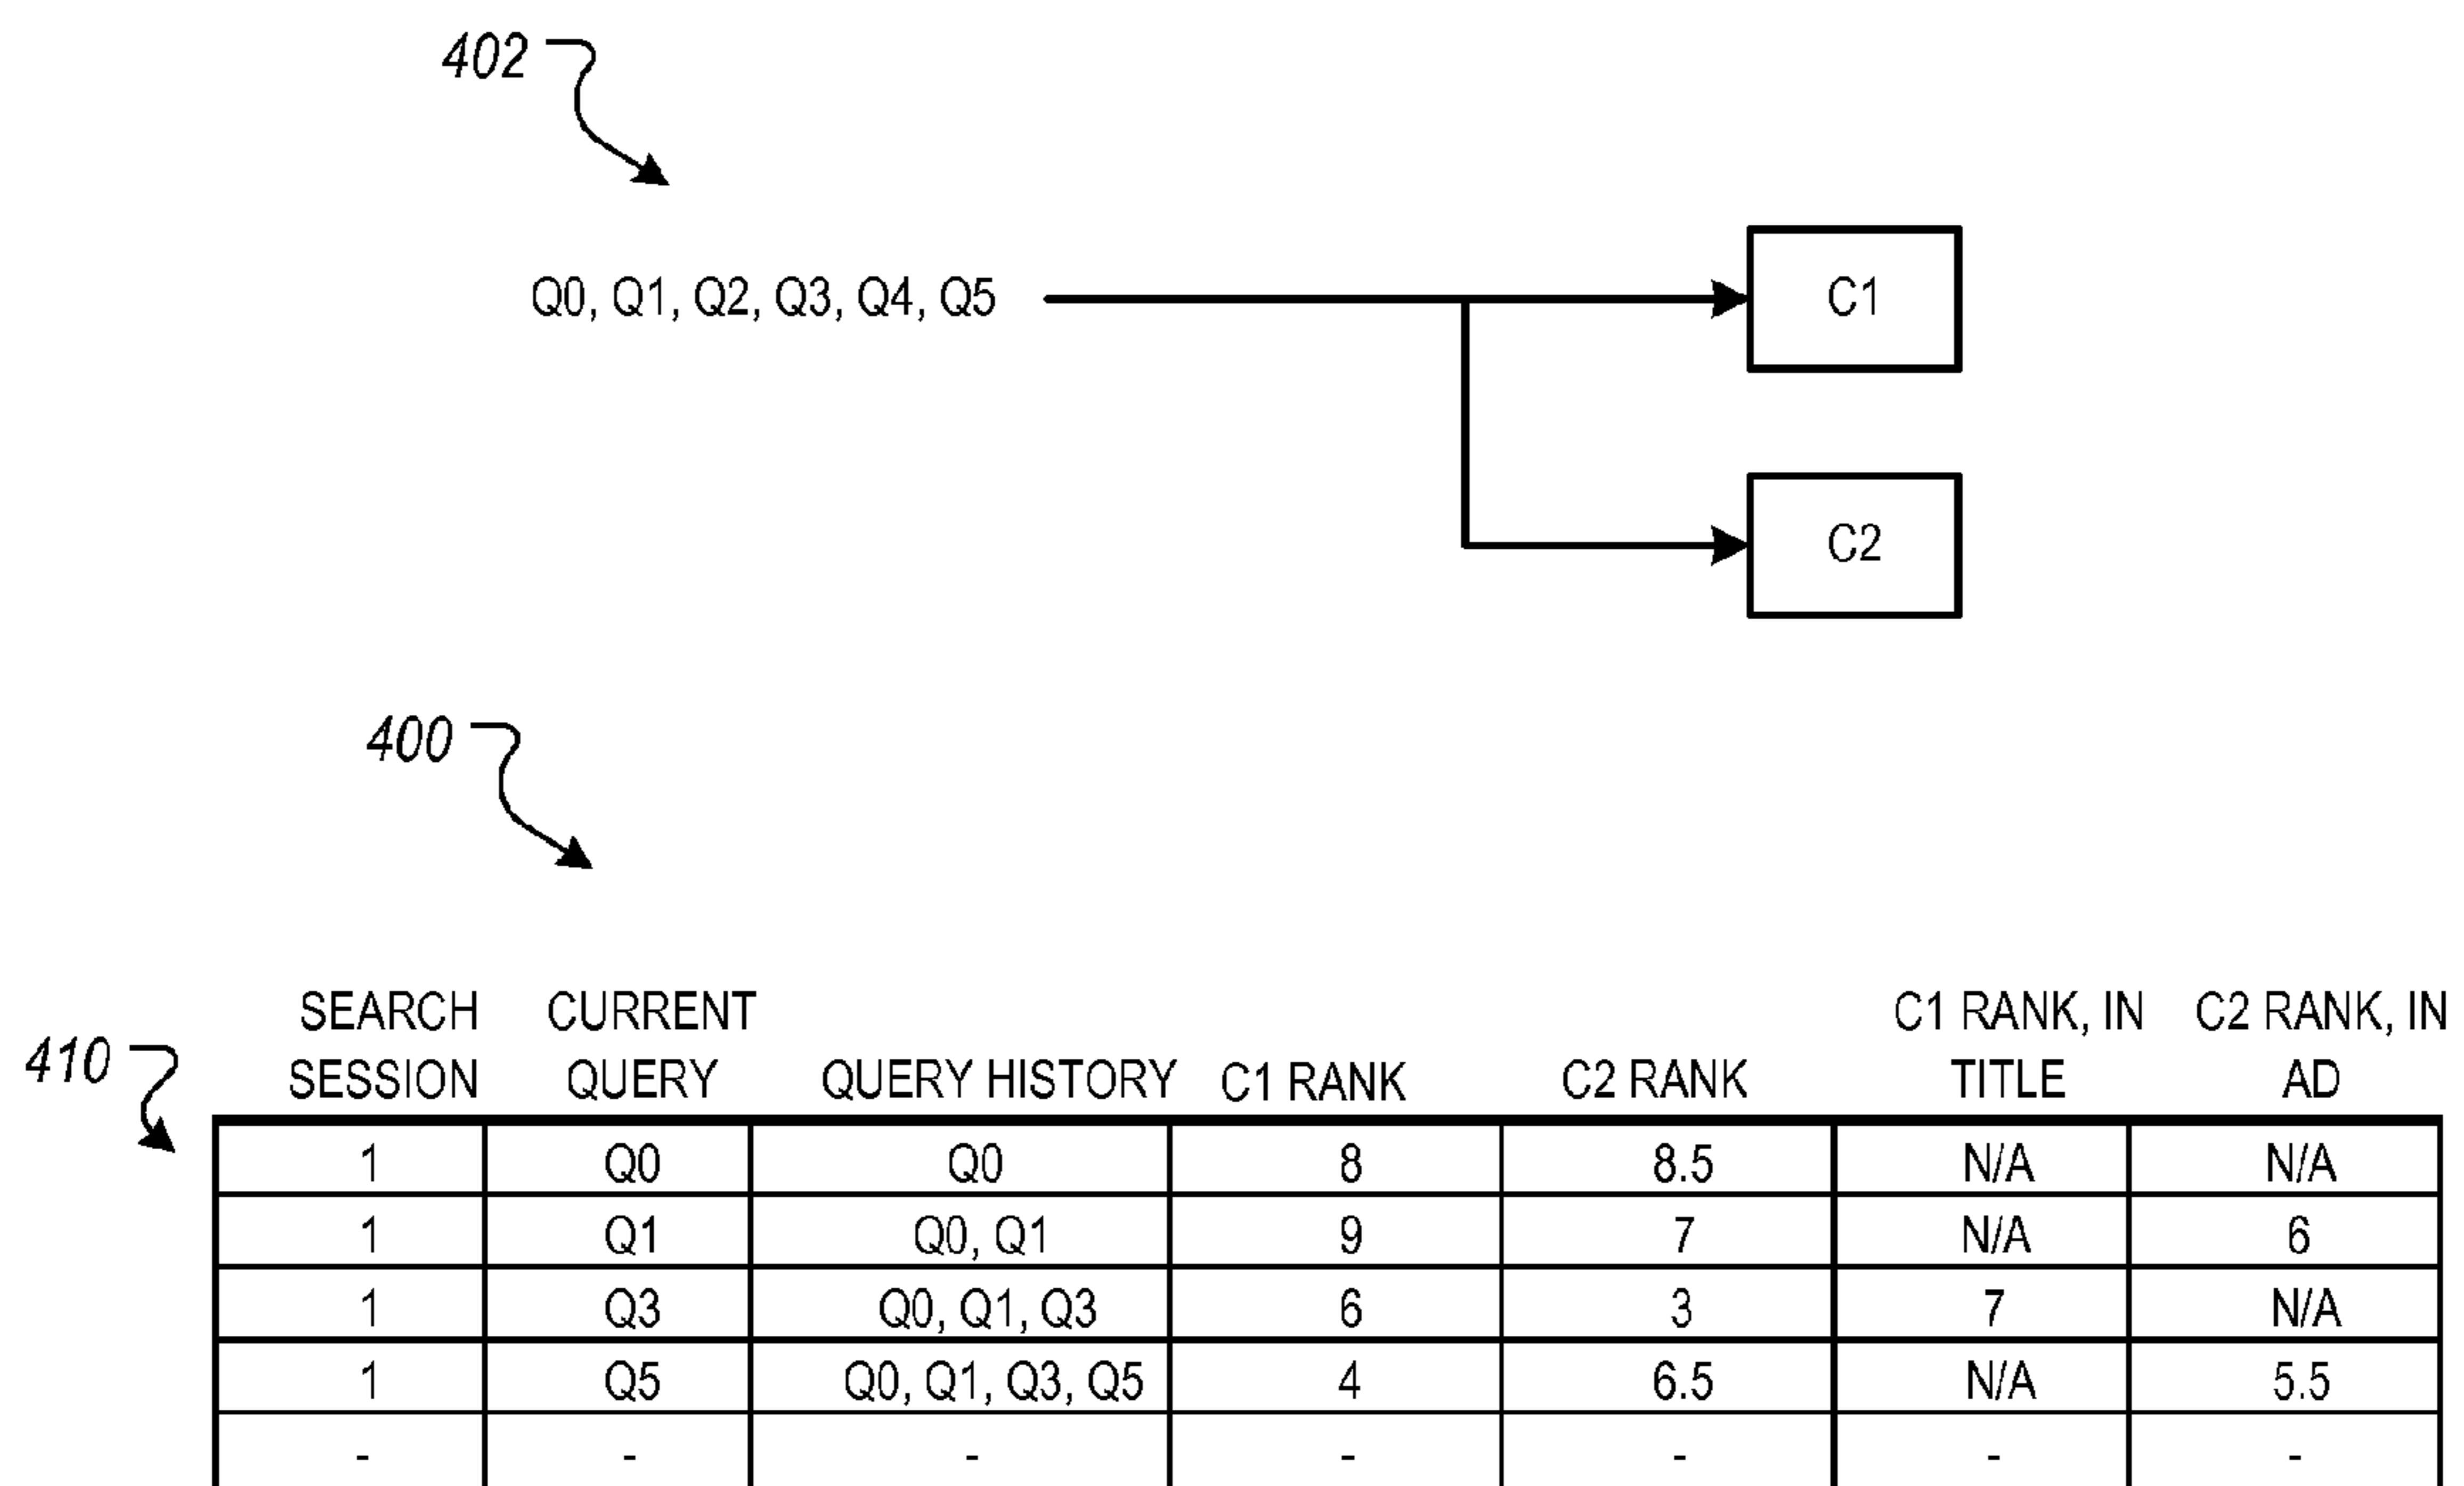 402
Q0, Q1, Q2, Q3, Q4, Q5
C1
C2
400
410
SEARCH SESSION CURRENT QUERY QUERY HISTORY C1 RANK C2 RANK C1 RANK, IN TITLE C2 RANK, IN AD
1 Q0 Q0 8 8.5 N/A N/A
1 Q1 Q0, Q1 9 7 N/A 6
1 Q3 Q0, Q1, Q3 6 3 7 N/A
1 Q5 Q0, Q1, Q3, Q5 4 6.5 N/A 5.5
- - - - - - -